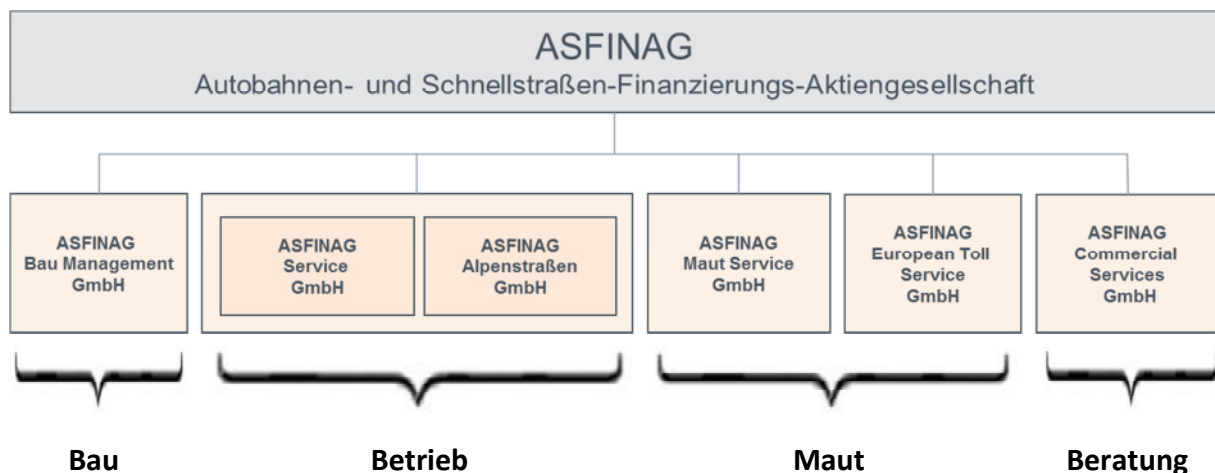 ASFINAG
Autobahnen- und Schnellstraßen-Finanzierungs-Aktiengesellschaft
ASFINAG
Bau Management
GmbH
ASFINAG
Service
GmbH
ASFINAG
Alpenstraßen
GmbH
ASFINAG
Maut Service
GmbH
ASFINAG
European Toll
Service
GmbH
ASFINAG
Commercial
Services
GmbH
Bau
Betrieb
Maut
Beratung